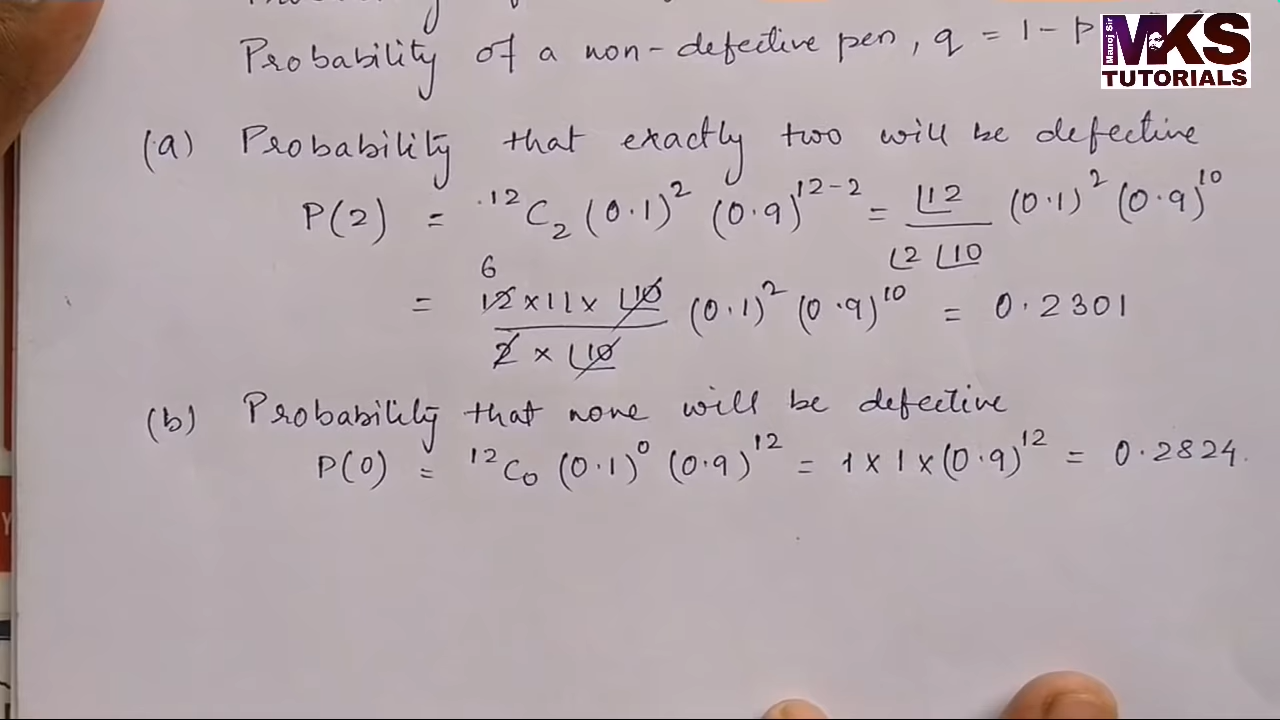 Probability of a non-defective pen, q = 1 - p
Manoj Sir
MKS
TUTORIALS
(a) Probability that exactly two will be defective
P(2) = ¹²C₂ (0.1)² (0.9)¹²⁻² = ⌊12 / ⌊2 ⌊10 (0.1)² (0.9)¹⁰
6
= 12 × 11 × ⌊10 / 2 × ⌊10 (0.1)² (0.9)¹⁰ = 0.2301
(b) Probability that none will be defective
P(0) = ¹²C₀ (0.1)⁰ (0.9)¹² = 1 × 1 × (0.9)¹² = 0.2824.